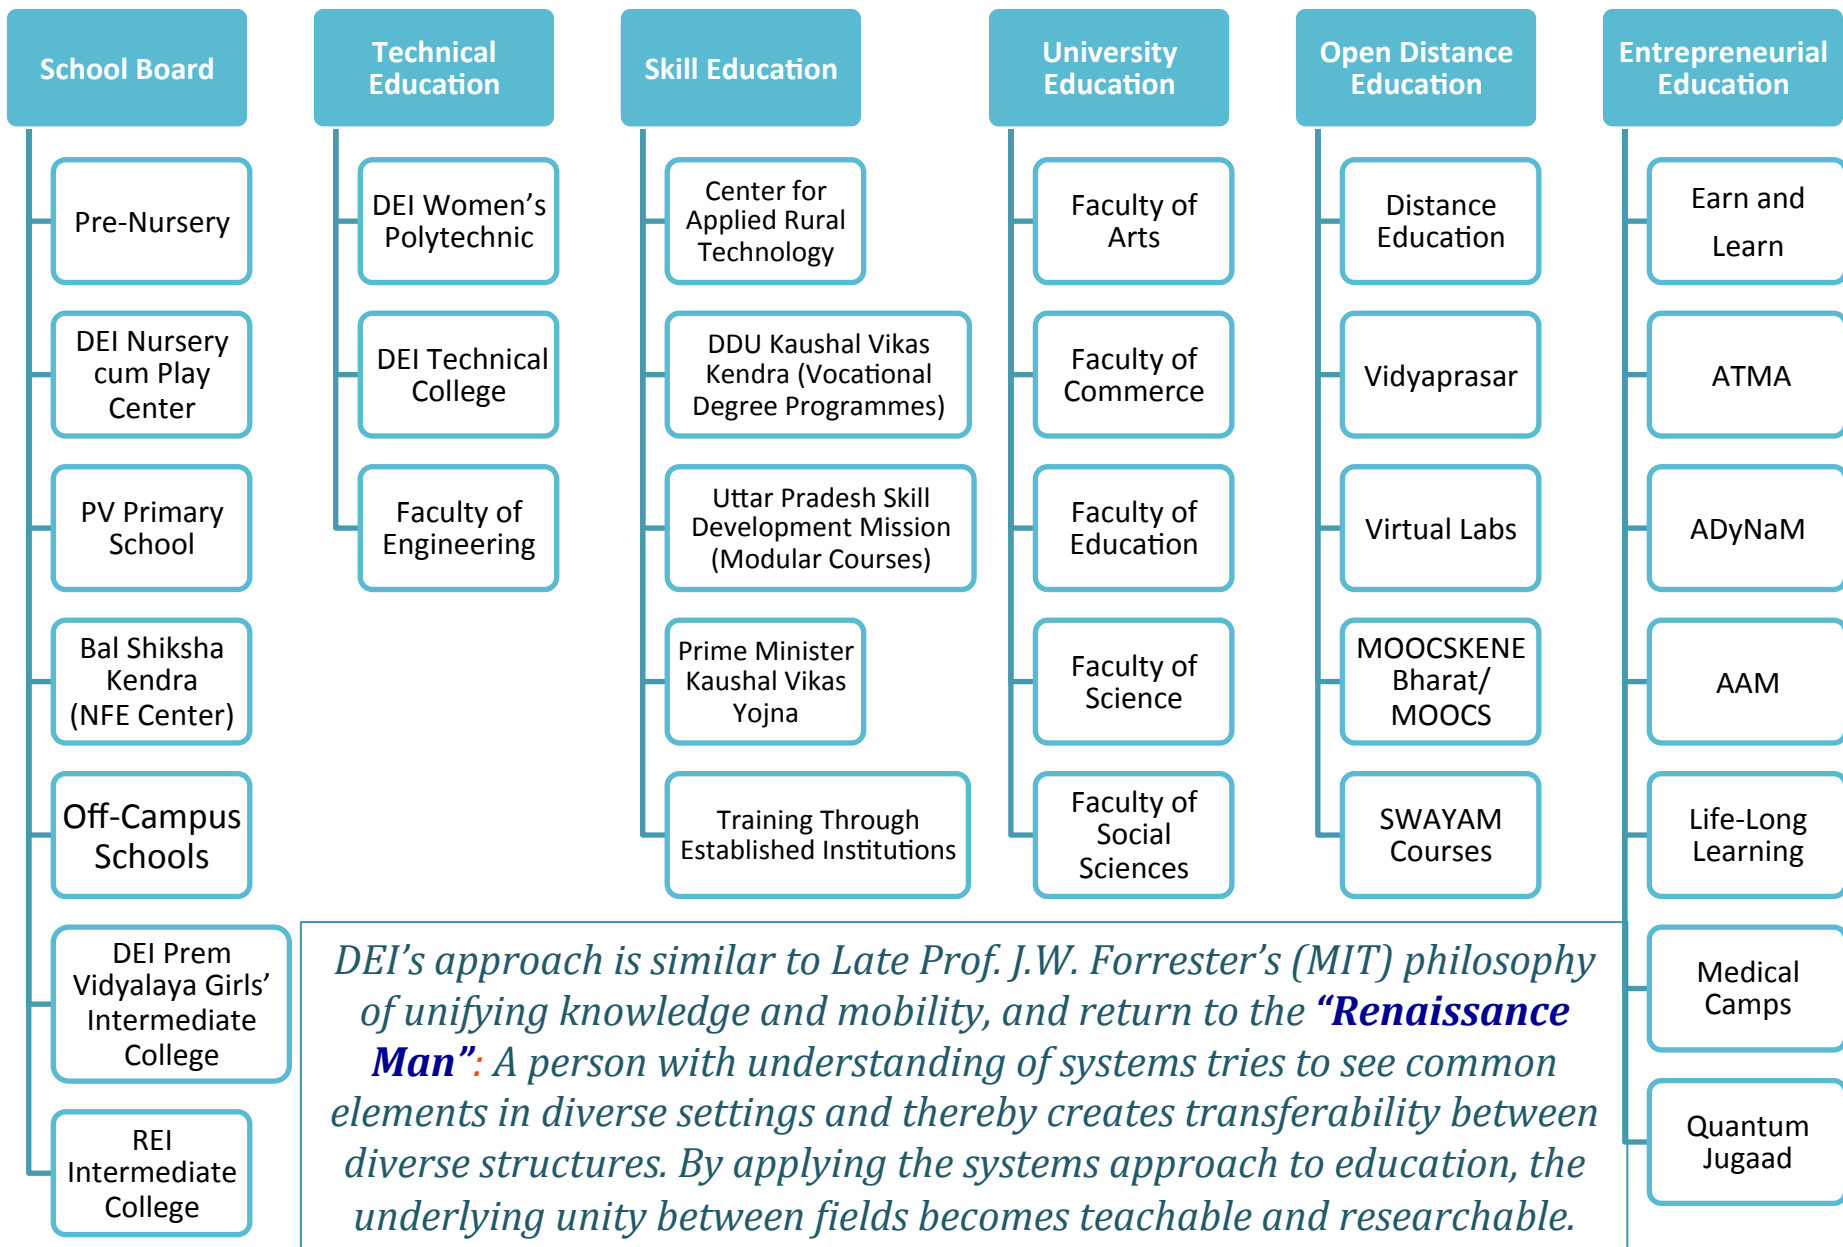 School Board
Pre-Nursery
DEI Nursery
cum Play
Center
PV Primary
School
Bal Shiksha
Kendra
(NFE Center)
Off-Campus
Schools
DEI Prem
Vidyalaya Girls’
Intermediate
College
REI
Intermediate
College
Technical
Education
DEI Women’s
Polytechnic
DEI Technical
College
Faculty of
Engineering
Skill Education
Center for
Applied Rural
Technology
DDU Kaushal Vikas
Kendra (Vocational
Degree Programmes)
Uttar Pradesh Skill
Development Mission
(Modular Courses)
Prime Minister
Kaushal Vikas
Yojna
Training Through
Established Institutions
University
Education
Faculty of
Arts
Faculty of
Commerce
Faculty of
Education
Faculty of
Science
Faculty of
Social
Sciences
Open Distance
Education
Distance
Education
Vidyaprasar
Virtual Labs
MOOCSKENE
Bharat/
MOOCS
SWAYAM
Courses
Entrepreneurial
Education
Earn and
Learn
ATMA
ADyNaM
AAM
Life-Long
Learning
Medical
Camps
Quantum
Jugaad
DEI’s approach is similar to Late Prof. J.W. Forrester’s (MIT) philosophy
of unifying knowledge and mobility, and return to the “Renaissance
Man”: A person with understanding of systems tries to see common
elements in diverse settings and thereby creates transferability between
diverse structures. By applying the systems approach to education, the
underlying unity between fields becomes teachable and researchable.